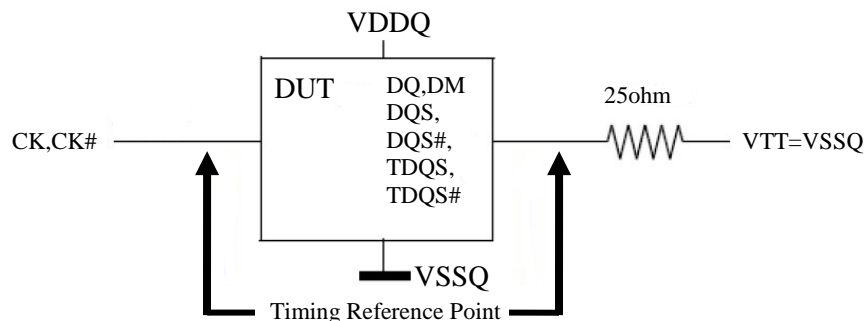 VDDQ
DUT
DQ,DM
DQS,
DQS#,
TDQS,
TDQS#
CK,CK#
25ohm
VTT=VSSQ
VSSQ
Timing Reference Point